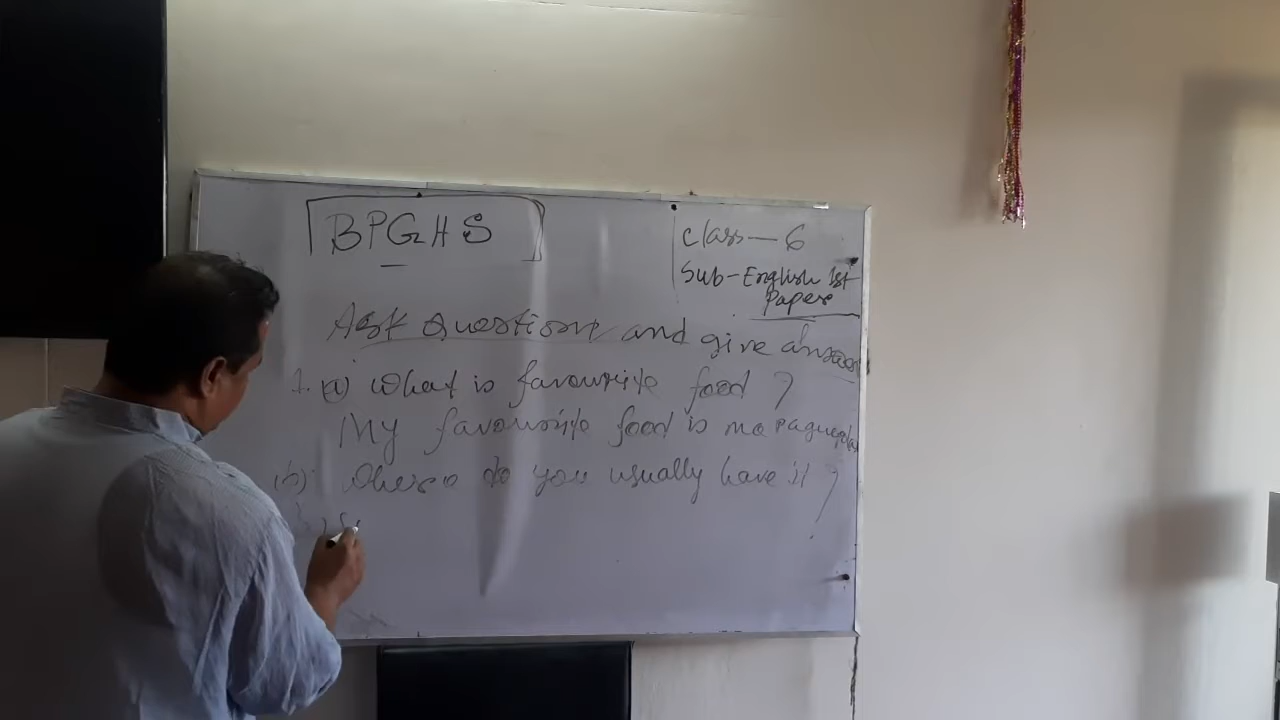 BPGHS
Class - 6
Sub - English 1st
Paper
Ask Questions and give answer
1. (a) What is favourite food ?
My favourite food is
(b) Where do you usually have it ?